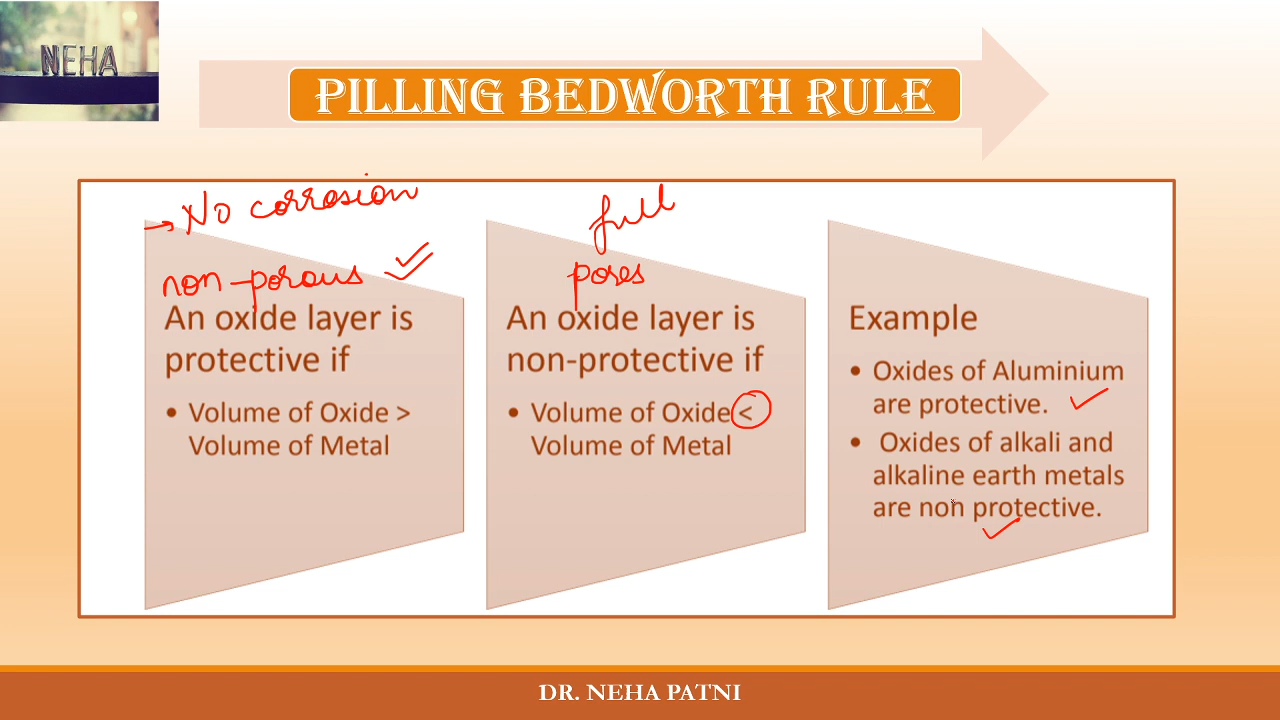 NEHA
PILLING BEDWORTH RULE
→ No corrosion
non-porous
An oxide layer is
protective if
• Volume of Oxide >
Volume of Metal
full
pores
An oxide layer is
non-protective if
• Volume of Oxide <
Volume of Metal
Example
• Oxides of Aluminium
are protective.
• Oxides of alkali and
alkaline earth metals
are non protective.
DR. NEHA PATNI